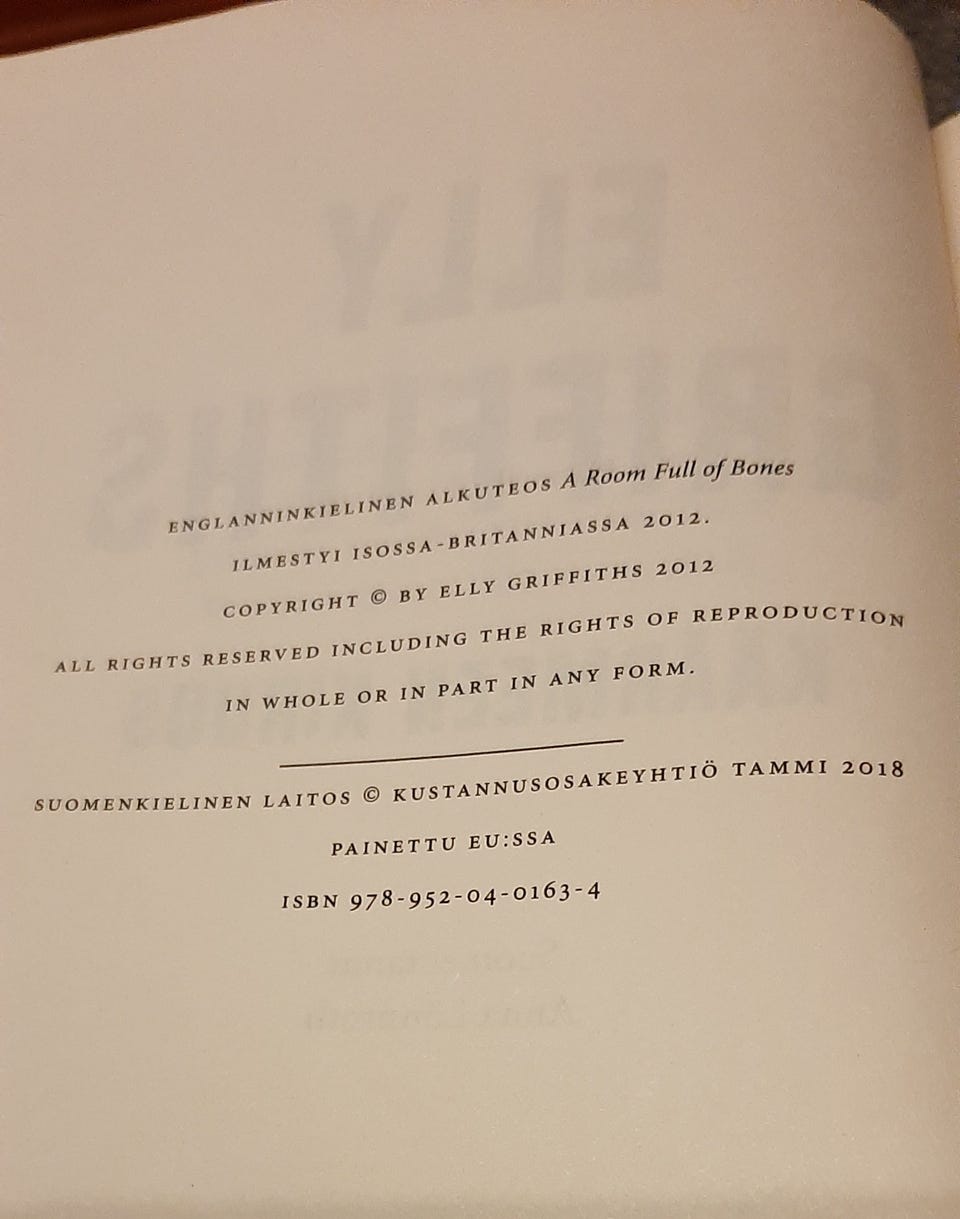 ENGLANNINKIELINEN ALKUTEOS A Room Full of Bones
ILMESTYI ISOSSA-BRITANNIASSA 2012.
COPYRIGHT © BY ELLY GRIFFITHS 2012
ALL RIGHTS RESERVED INCLUDING THE RIGHTS OF REPRODUCTION
IN WHOLE OR IN PART IN ANY FORM.
SUOMENKIELINEN LAITOS © KUSTANNUSOSAKEYHTIÖ TAMMI 2018
PAINETTU EU:SSA
ISBN 978-952-04-0163-4